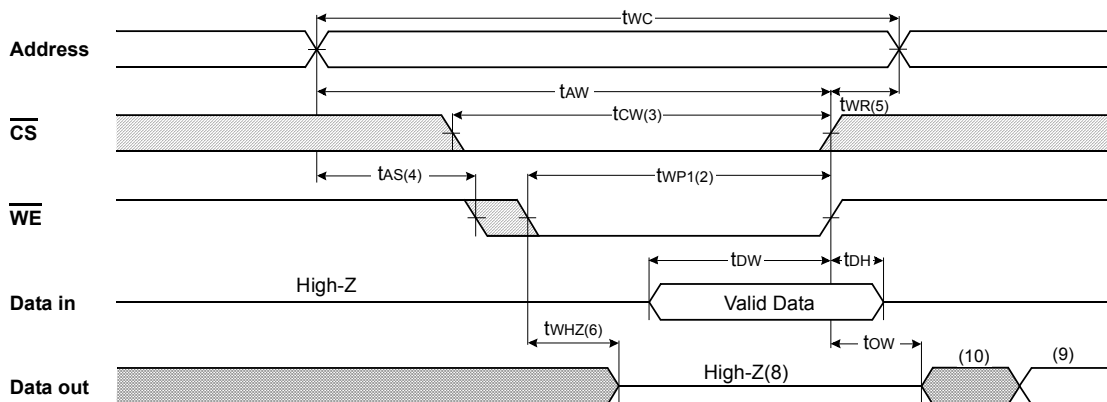 tWC
Address
tAW
tWR(5)
tCW(3)
CS
tAS(4)
tWP1(2)
WE
tDW
tDH
High-Z
Data in
Valid Data
tWHZ(6)
tOW
High-Z(8)
(10)
(9)
Data out